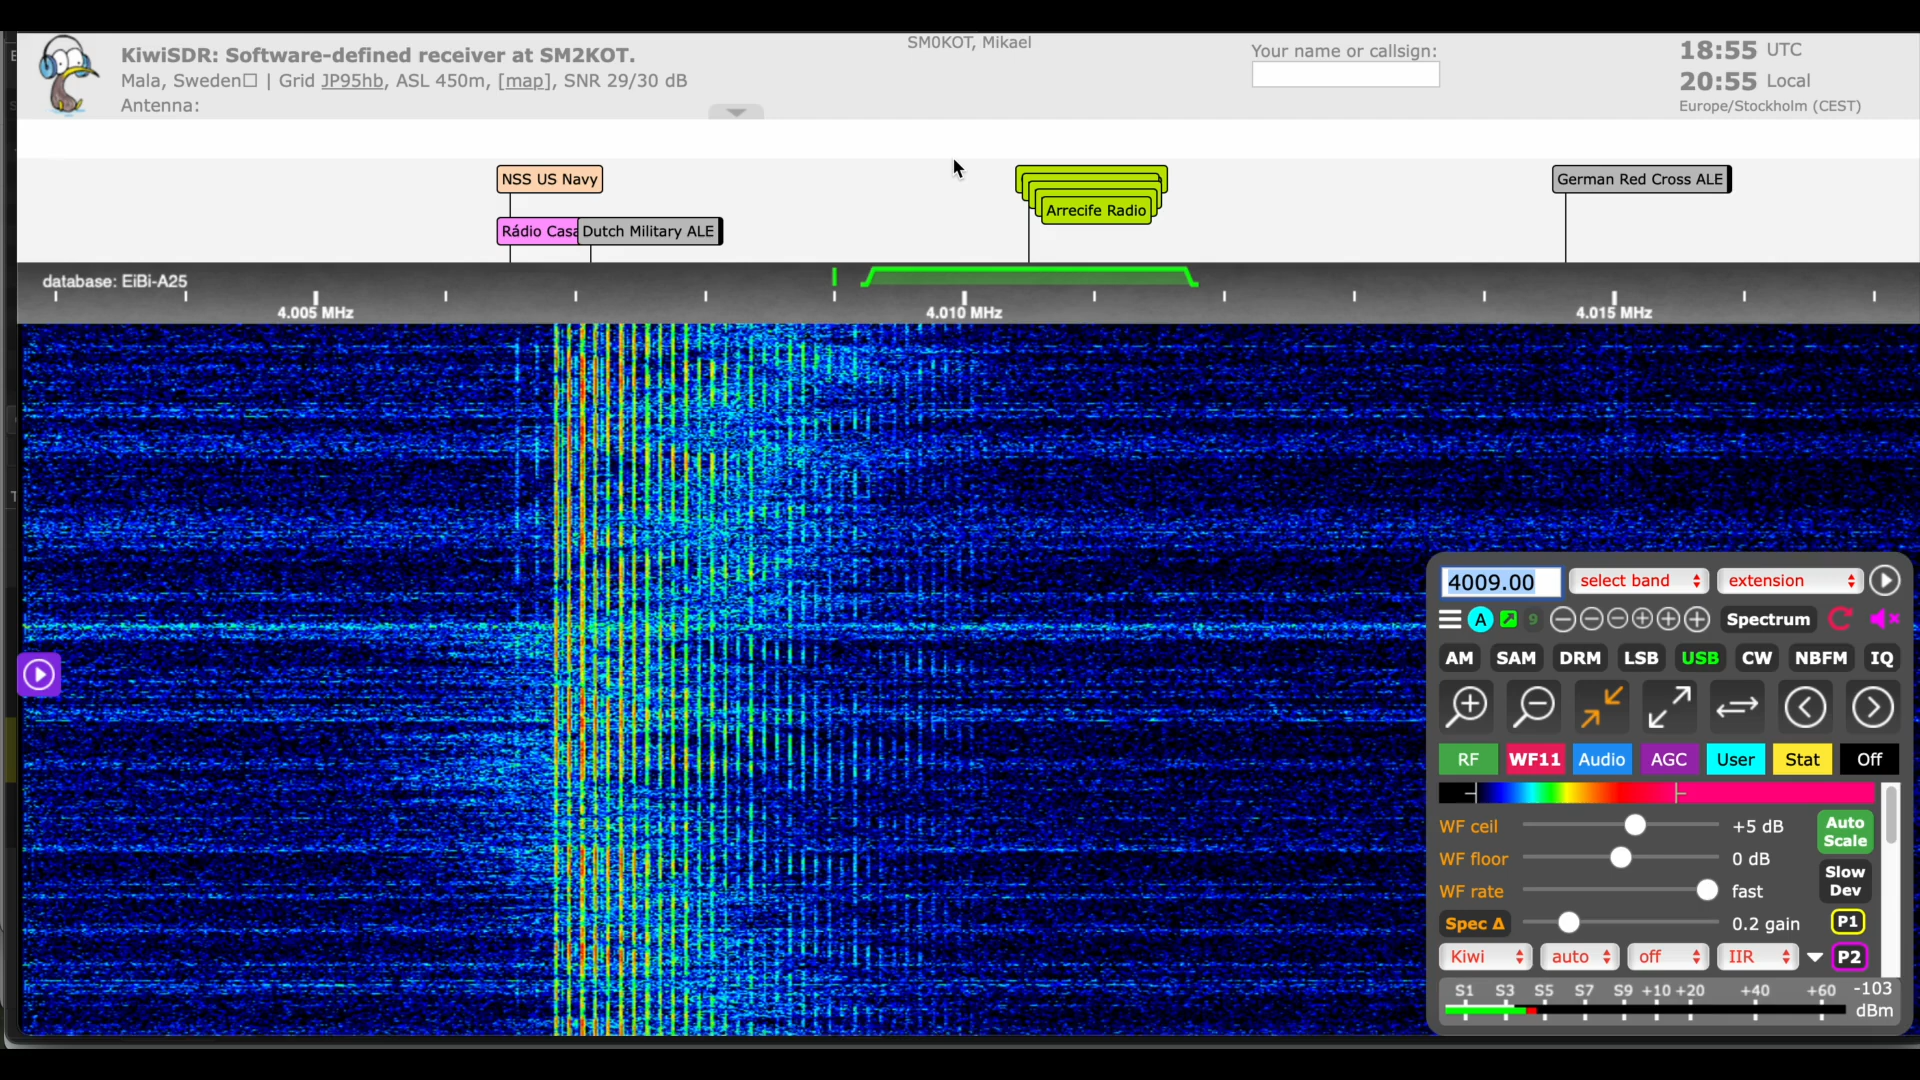 KiwiSDR: Software-defined receiver at SM2KOT.
Mala, Sweden□ | Grid JP95hb, ASL 450m, [map], SNR 29/30 dB
Antenna:
SM0KOT, Mikael
Your name or callsign:
18:55 UTC
20:55 Local
Europe/Stockholm (CEST)
NSS US Navy
Rádio Casa
Dutch Military ALE
Arrecife Radio
German Red Cross ALE
database: EiBi-A25
4.005 MHz
4.010 MHz
4.015 MHz
4009.00 select band extension
A 9 Spectrum
AM SAM DRM LSB USB CW NBFM IQ
RF WF11 Audio AGC User Stat Off
WF ceil +5 dB Auto Scale
WF floor 0 dB
WF rate fast Slow Dev
Spec Δ 0.2 gain P1
Kiwi auto off IIR P2
S1 S3 S5 S7 S9 +10 +20 +40 +60 -103 dBm